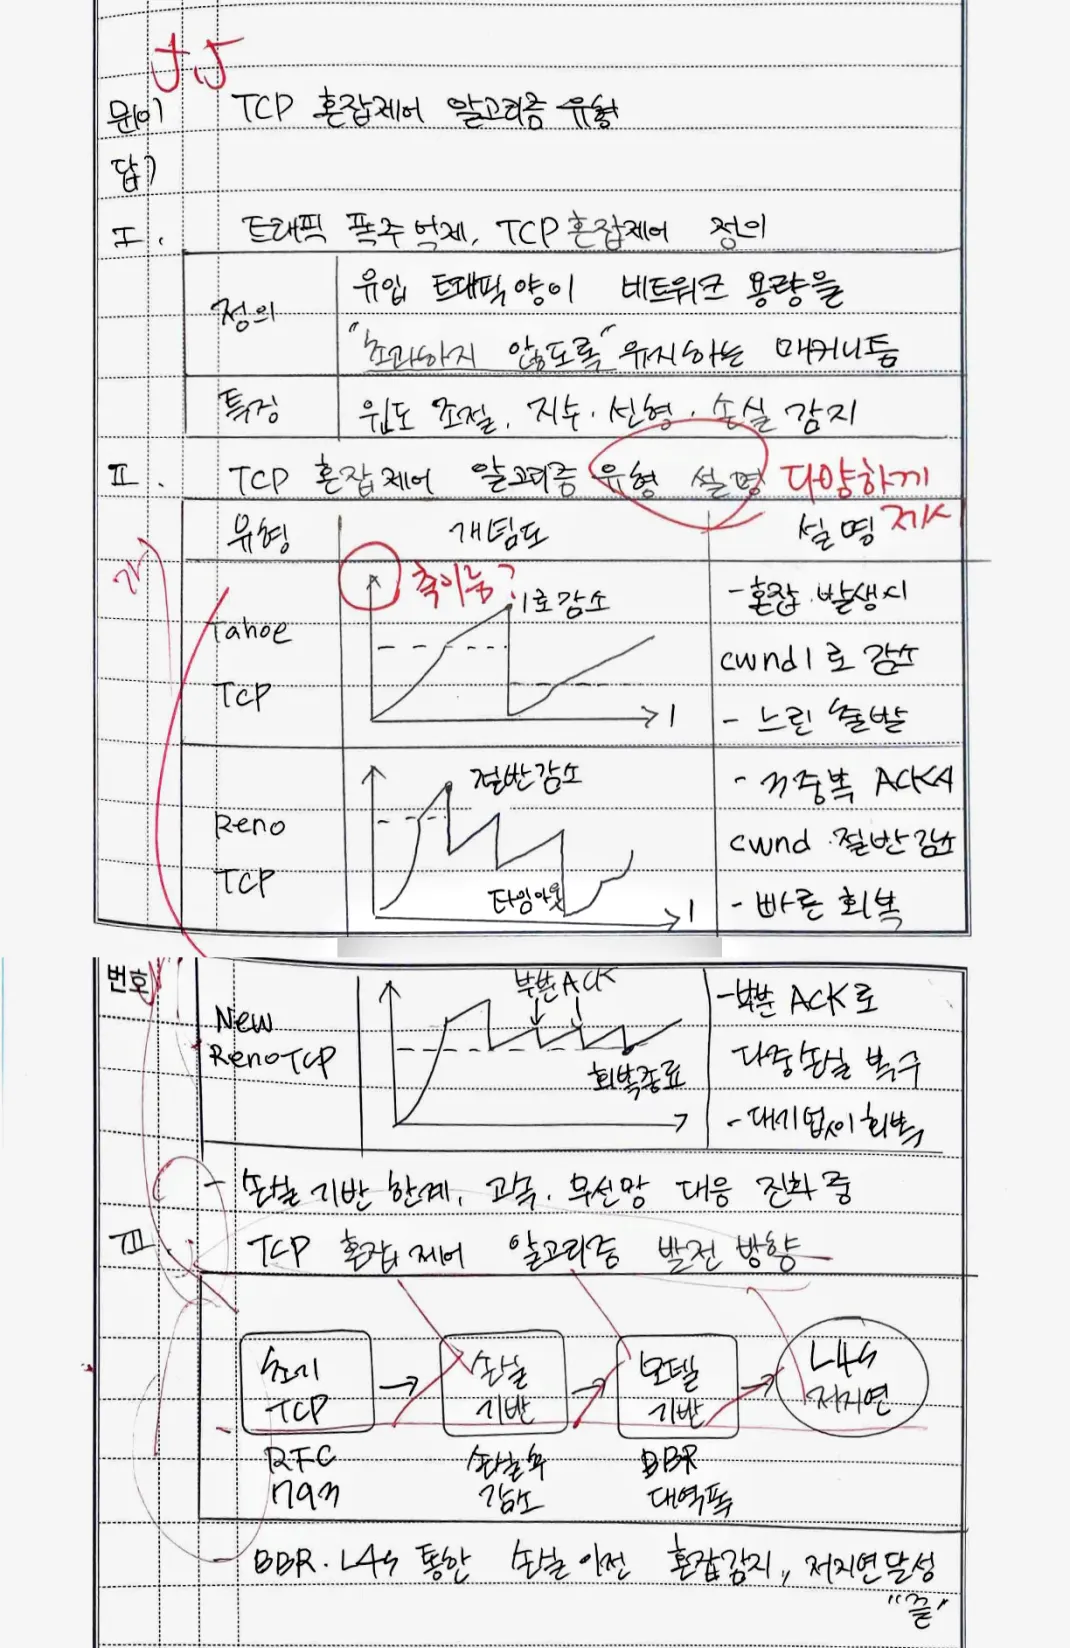 5.5
문01) TCP 혼잡제어 알고리즘 유형
답)
I. 트래픽 폭주 억제, TCP 혼잡제어 정의
정의 유입 트래픽양이 네트워크 용량을
"초과하지 않도록" 유지하는 매커니즘
특징 윈도 조절, 지수·선형·손실 감지
II. TCP 혼잡제어 알고리즘 유형 설명 다양하게
제시
유형 개념도 설명
축이름?
Tahoe
TCP
1로 감소
- 혼잡 발생시
cwnd 1로 감소
- 느린 출발
Reno
TCP
절반감소
타임아웃
- 3중복 ACK시
cwnd 절반감소
- 빠른 회복
번호
New
Reno TCP
부분ACK
회복종료
- 부분 ACK로
다중손실 복구
- 대기없이 회복
- 손실 기반 한계, 고속·무선망 대응 진화 중
III. TCP 혼잡제어 알고리즘 발전 방향
초기
TCP
손실
기반
모델
기반
L4S
저지연
RFC
793
손실후
감소
BBR
대역폭
- BBR·L4S 통한 손실 이전 혼잡감지, 저지연달성
"끝"